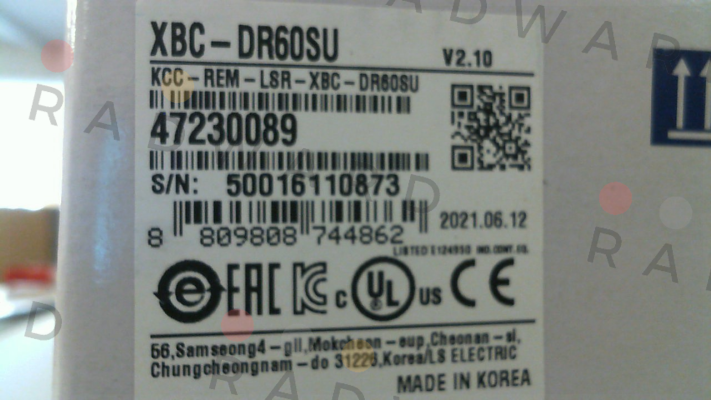 XBC-DR60SU
V2.10
KCC-REM-LSR-XBC-DR60SU
47230089
S/N: 50016110873
2021.06.12
8 809808 744862
LISTED E124950 IND.CONT.EQ.
EAC
c UL US CE
56,Samseong4-gil,Mokcheon-eup,Cheonan-si,
Chungcheongnam-do 31226,Korea/LS ELECTRIC
MADE IN KOREA